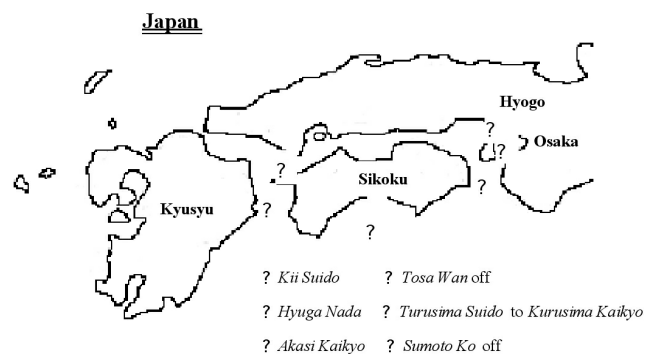 Japan
Hyogo
?
Osaka
?
?
Sikoku
?
Kyusyu
?
?
? Kii Suido ? Tosa Wan off
? Hyuga Nada ? Turusima Suido to Kurusima Kaikyo
? Akasi Kaikyo ? Sumoto Ko off